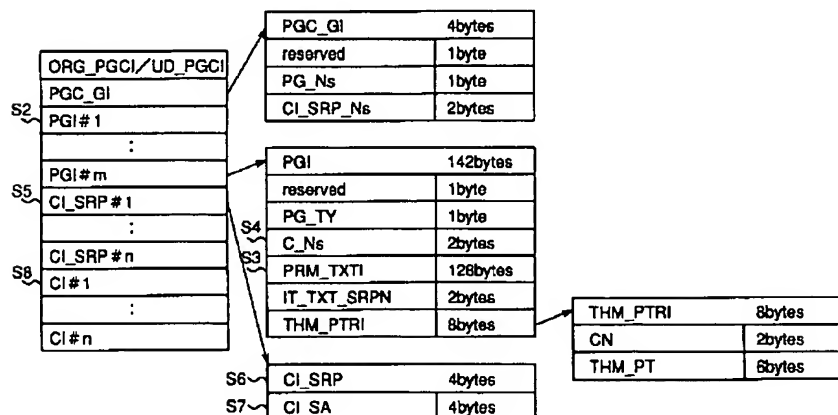 ORG_PGCI/UD_PGCI
PGC_GI
S2 PGI#1
:
PGI#m
S5 CI_SRP#1
:
CI_SRP#n
S8 CI#1
:
CI#n
PGC_GI 4bytes
reserved 1byte
PG_Ns 1byte
CI_SRP_Ns 2bytes
PGI 142bytes
reserved 1byte
PG_TY 1byte
S4 C_Ns 2bytes
S3 PRM_TXTI 128bytes
IT_TXT_SRPN 2bytes
THM_PTRI 8bytes
THM_PTRI 8bytes
CN 2bytes
THM_PT 6bytes
S6 CI_SRP 4bytes
S7 CI_SA 4bytes